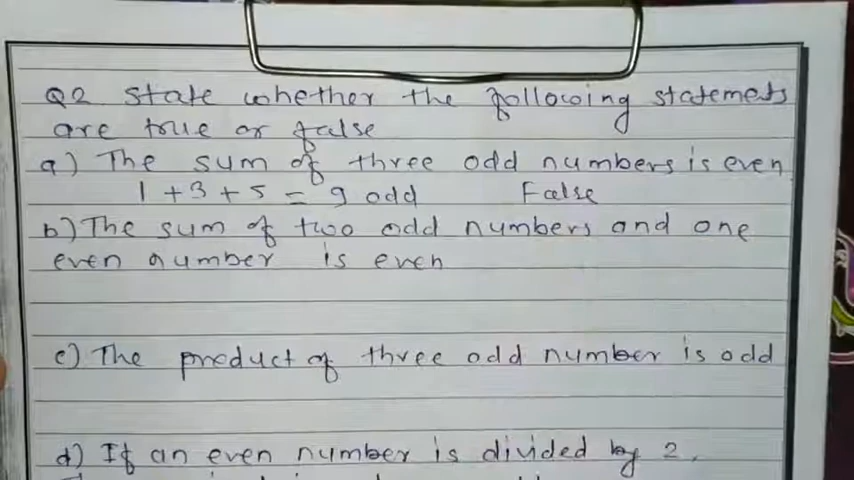 Q2 State whether the following statements
are true or false
a) The sum of three odd numbers is even
1 + 3 + 5 = 9 odd False
b) The sum of two odd numbers and one
even number is even
c) The product of three odd number is odd
d) If an even number is divided by 2,